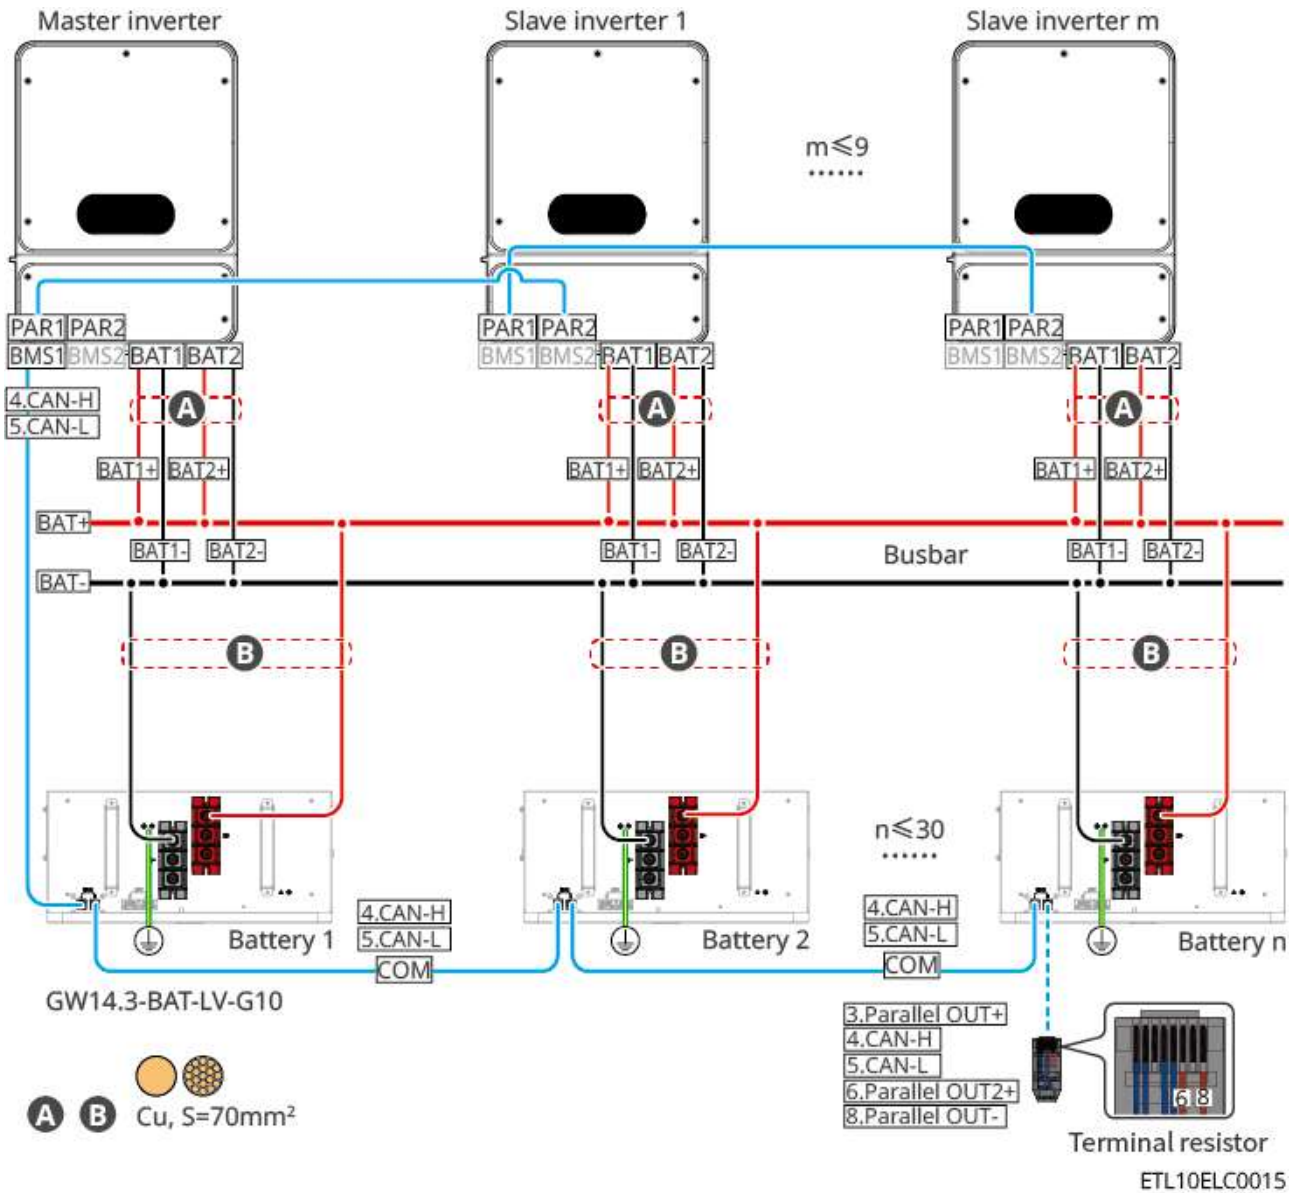 Master inverter
Slave inverter 1
Slave inverter m
m≤9
......
PAR1 PAR2
PAR1 PAR2
PAR1 PAR2
BMS1 BMS2 BAT1 BAT2
BMS1 BMS2 BAT1 BAT2
BMS1 BMS2 BAT1 BAT2
4.CAN-H
5.CAN-L
A
A
A
BAT1+ BAT2+
BAT1+ BAT2+
BAT1+ BAT2+
BAT+
BAT1- BAT2-
BAT1- BAT2-
Busbar
BAT1- BAT2-
BAT-
B
B
B
n≤30
......
4.CAN-H
5.CAN-L
COM
4.CAN-H
5.CAN-L
COM
Battery 1
Battery 2
Battery n
GW14.3-BAT-LV-G10
3.Parallel OUT+
4.CAN-H
5.CAN-L
6.Parallel OUT2+
8.Parallel OUT-
6 8
A B Cu, S=70mm²
Terminal resistor
ETL10ELC0015